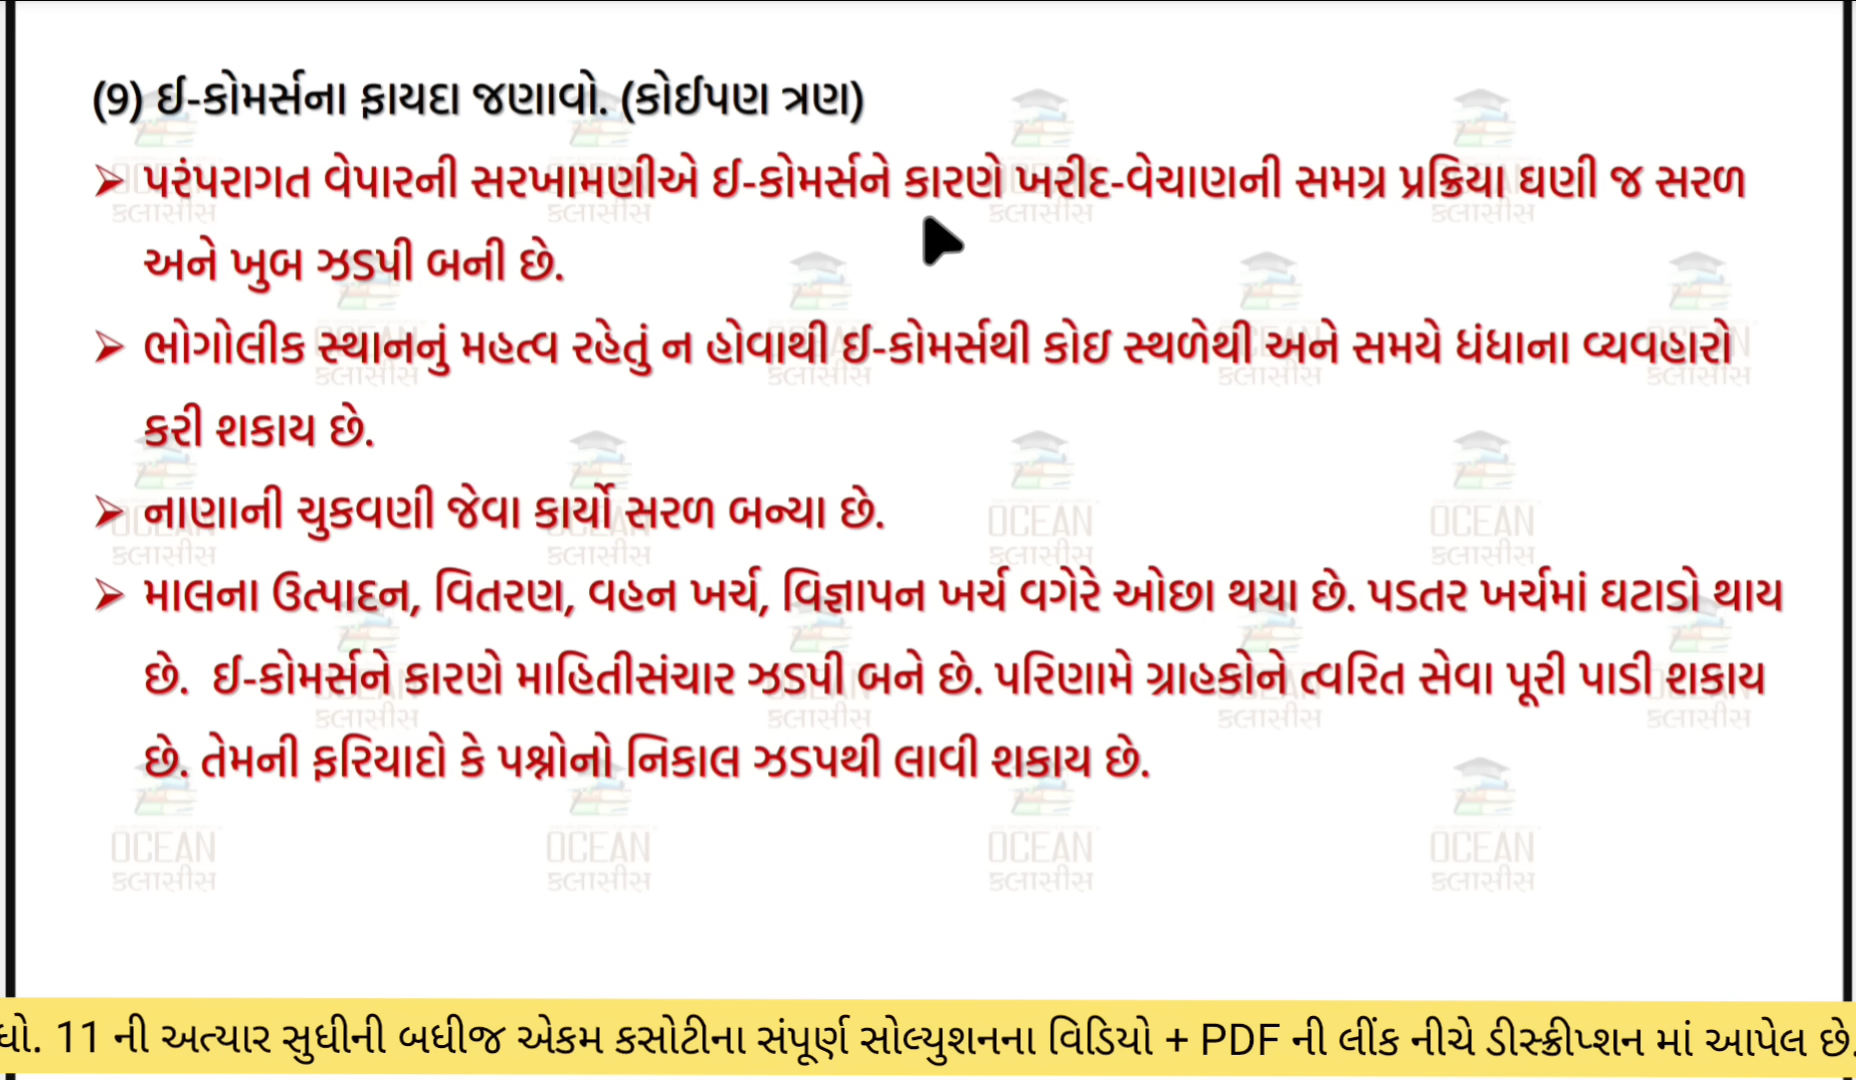 (9) ઈ-કોમર્સના ફાયદા જણાવો. (કોઈપણ ત્રણ)
➢ પરંપરાગત વેપારની સરખામણીએ ઈ-કોમર્સને કારણે ખરીદ-વેચાણની સમગ્ર પ્રક્રિયા ઘણી જ સરળ
અને ખુબ ઝડપી બની છે.
➢ ભોગોલીક સ્થાનનું મહત્વ રહેતું ન હોવાથી ઈ-કોમર્સથી કોઇ સ્થળેથી અને સમયે ધંધાના વ્યવહારો
કરી શકાય છે.
➢ નાણાની ચુકવણી જેવા કાર્યો સરળ બન્યા છે.
➢ માલના ઉત્પાદન, વિતરણ, વહન ખર્ચ, વિજ્ઞાપન ખર્ચ વગેરે ઓછા થયા છે. પડતર ખર્ચમાં ઘટાડો થાય
છે. ઈ-કોમર્સને કારણે માહિતીસંચાર ઝડપી બને છે. પરિણામે ગ્રાહકોને ત્વરિત સેવા પૂરી પાડી શકાય
છે. તેમની ફરિયાદો કે પશ્નોનો નિકાલ ઝડપથી લાવી શકાય છે.
OCEAN OCEAN OCEAN OCEAN
ક્લાસીસ ક્લાસીસ ક્લાસીસ ક્લાસીસ
11 ની અત્યાર સુધીની બધીજ એકમ કસોટીના સંપૂર્ણ સોલ્યુશનના વિડિયો + PDF ની લીંક નીચે ડીસ્ક્રીપ્શન માં આપેલ છે.